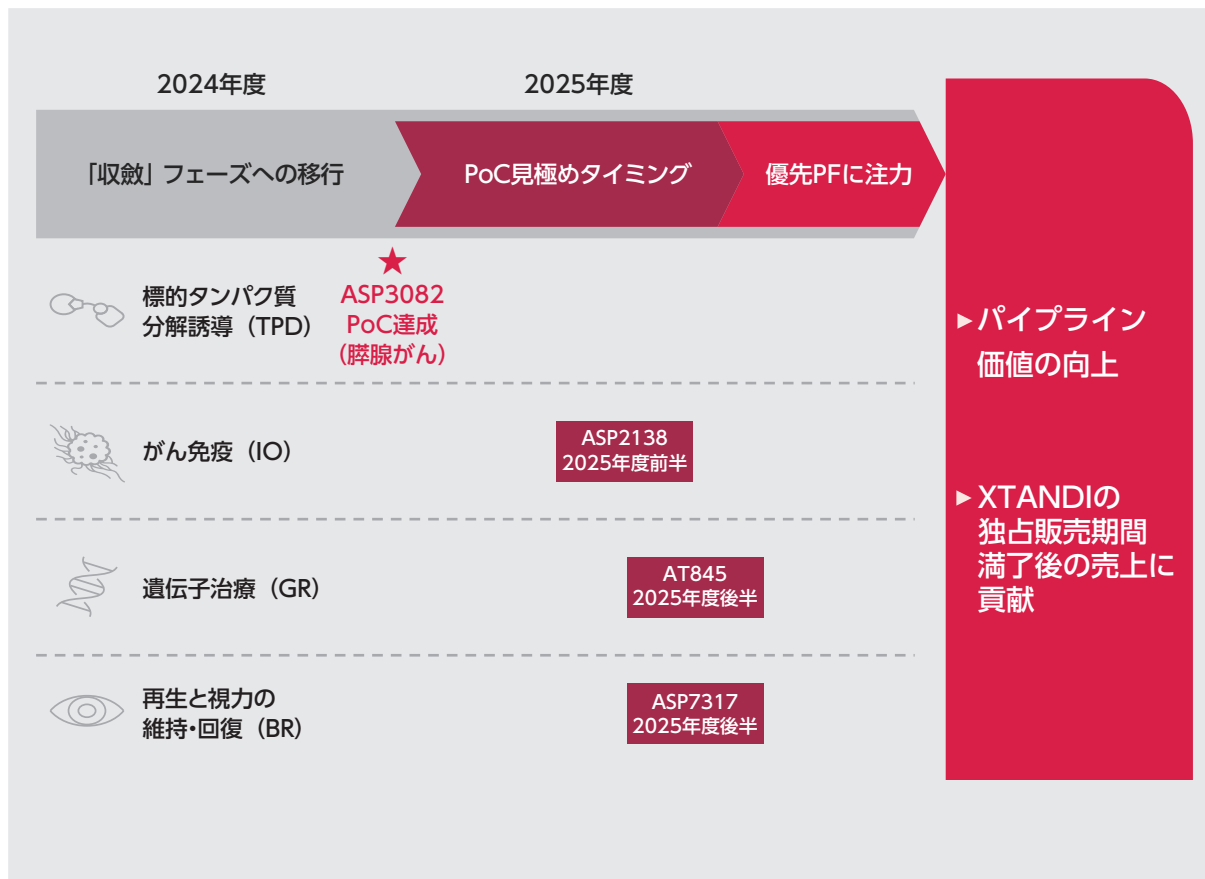 2024年度
2025年度
「収斂」フェーズへの移行
PoC見極めタイミング
優先PFに注力
標的タンパク質
分解誘導（TPD）
★
ASP3082
PoC達成
（膵腺がん）
がん免疫（IO）
ASP2138
2025年度前半
遺伝子治療（GR）
AT845
2025年度後半
再生と視力の
維持・回復（BR）
ASP7317
2025年度後半
▶パイプライン
価値の向上
▶XTANDIの
独占販売期間
満了後の売上に
貢献